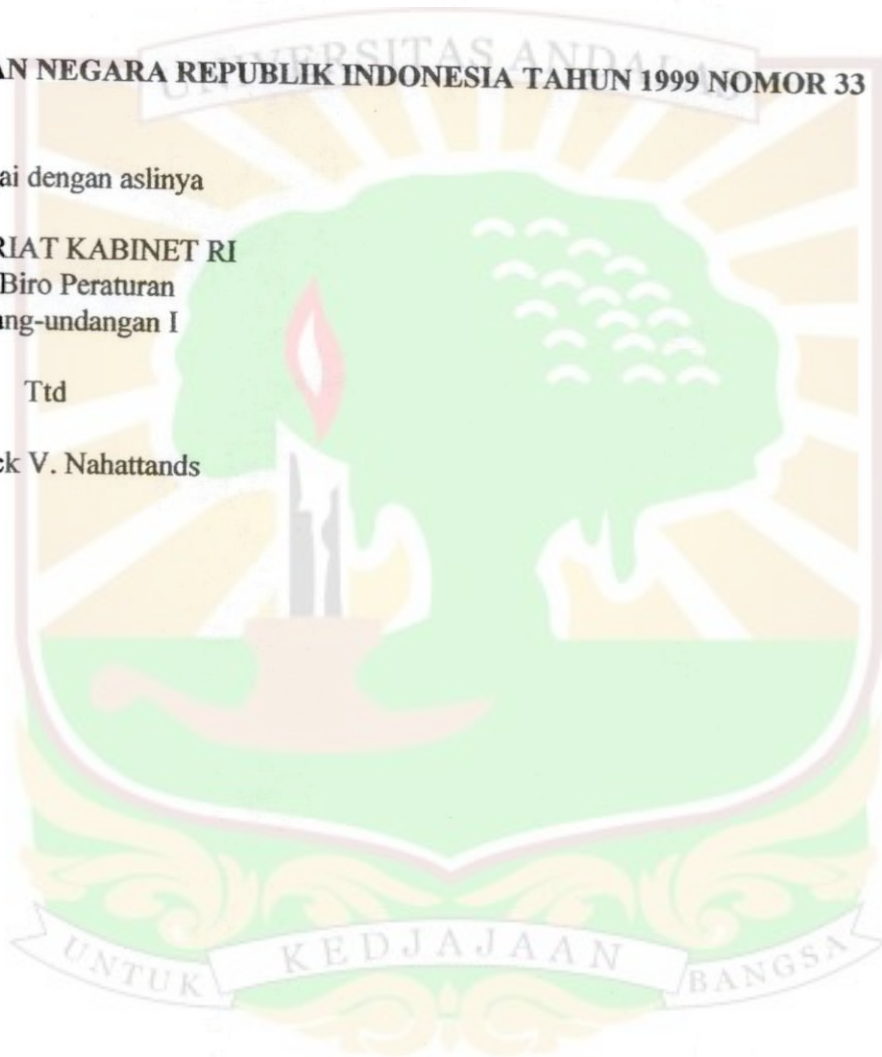 UNIVERSITAS ANDALAS
AN NEGARA REPUBLIK INDONESIA TAHUN 1999 NOMOR 33
ai dengan aslinya
RIAT KABINET RI
Biro Peraturan
ang-undangan I
Ttd
ck V. Nahattands
UNTUK KEDJAJAAN BANGSA